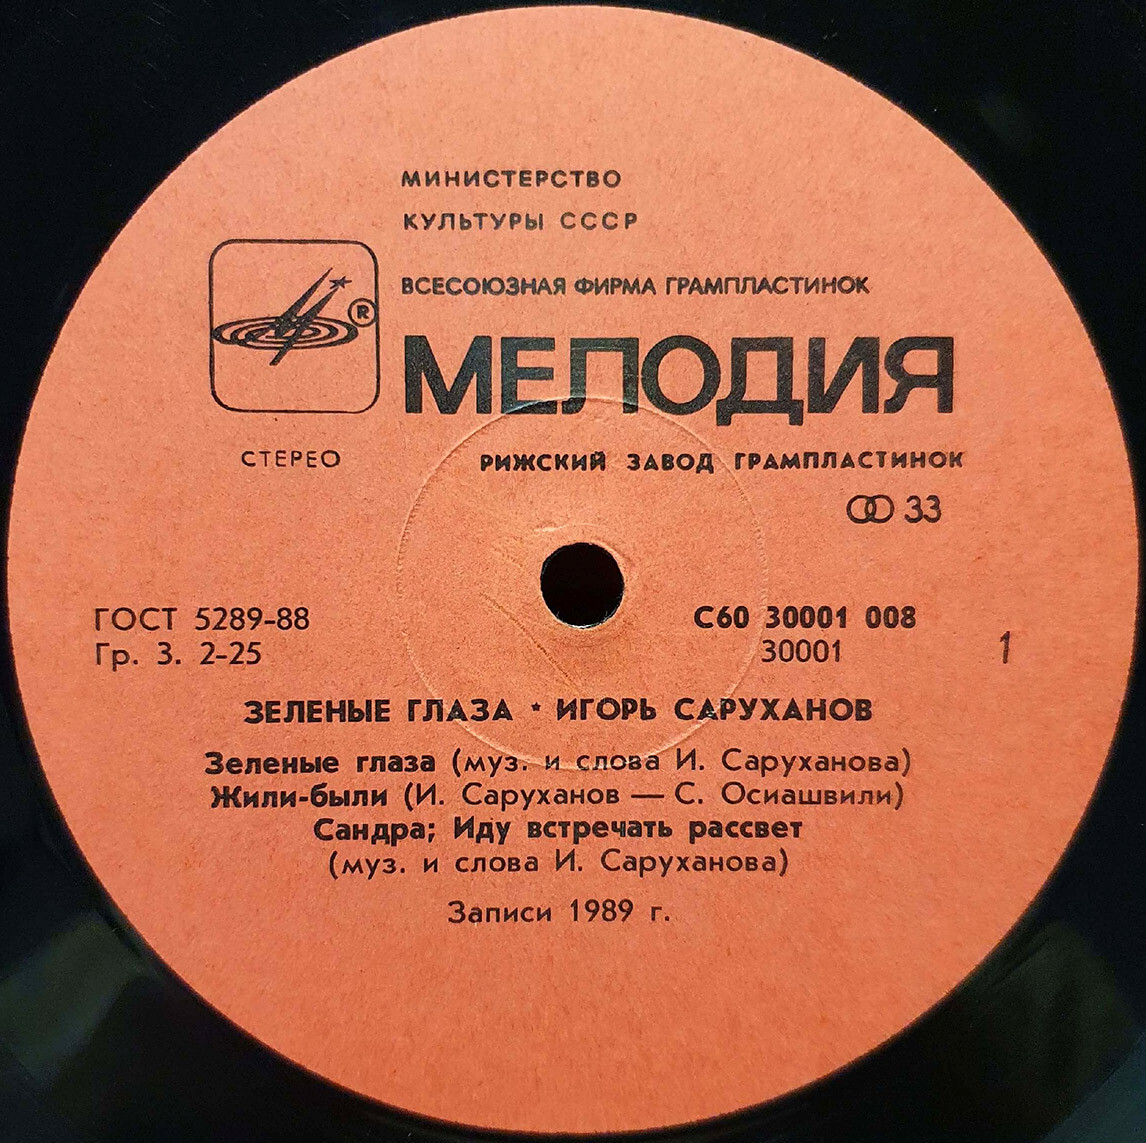 МИНИСТЕРСТВО
КУЛЬТУРЫ СССР
ВСЕСОЮЗНАЯ ФИРМА ГРАМПЛАСТИНОК
®
МЕЛОДИЯ
СТЕРЕО
РИЖСКИЙ ЗАВОД ГРАМПЛАСТИНОК
33
ГОСТ 5289-88
С60 30001 008
Гр. 3. 2-25
30001
1
ЗЕЛЕНЫЕ ГЛАЗА * ИГОРЬ САРУХАНОВ
Зеленые глаза (муз. и слова И. Саруханова)
Жили-были (И. Саруханов — С. Осиашвили)
Сандра; Иду встречать рассвет
(муз. и слова И. Саруханова)
Записи 1989 г.